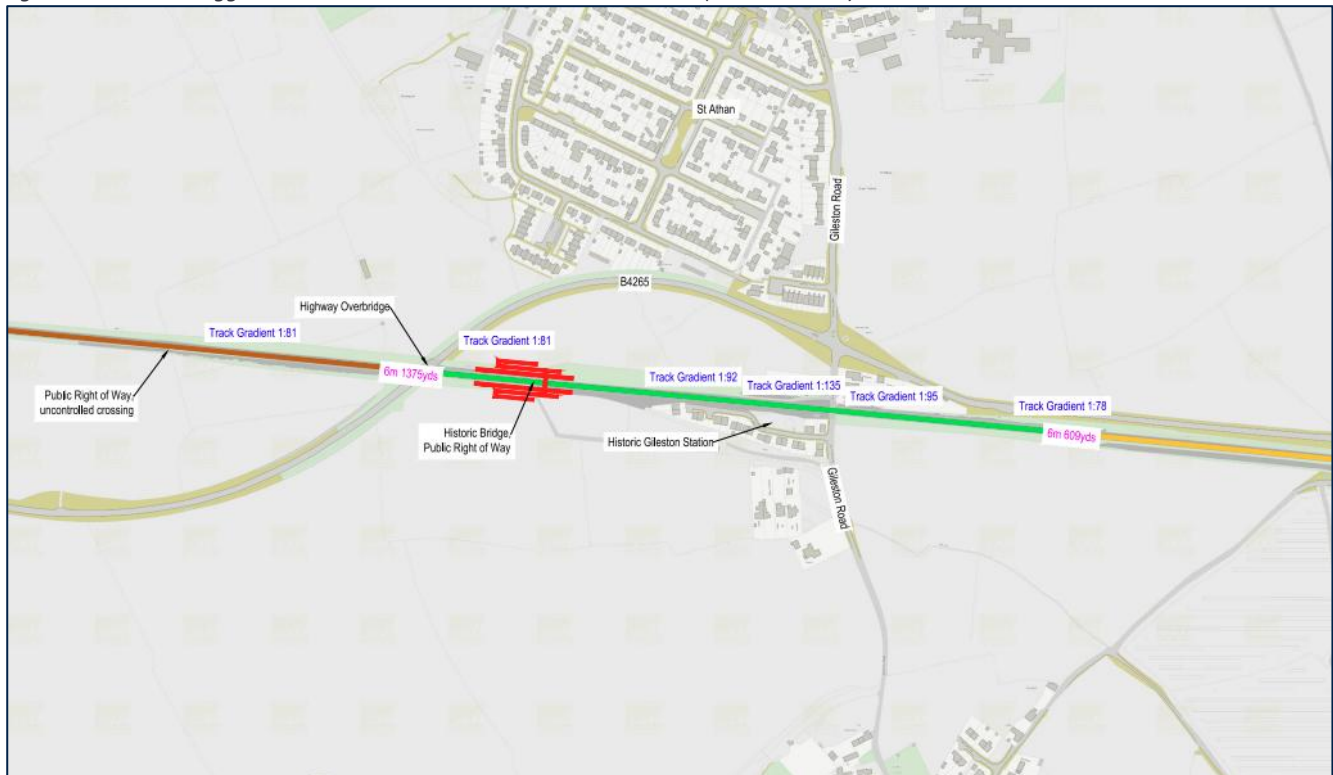 St Athan
Gileston Road
B4265
Highway Overbridge
Track Gradient 1:81
Track Gradient 1:81
6m 1375yds
Track Gradient 1:92
Track Gradient 1:135
Track Gradient 1:95
Track Gradient 1:78
Public Right of Way,
uncontrolled crossing
Historic Bridge,
Public Right of Way
Historic Gileston Station
6m 609yds
Gileston Road